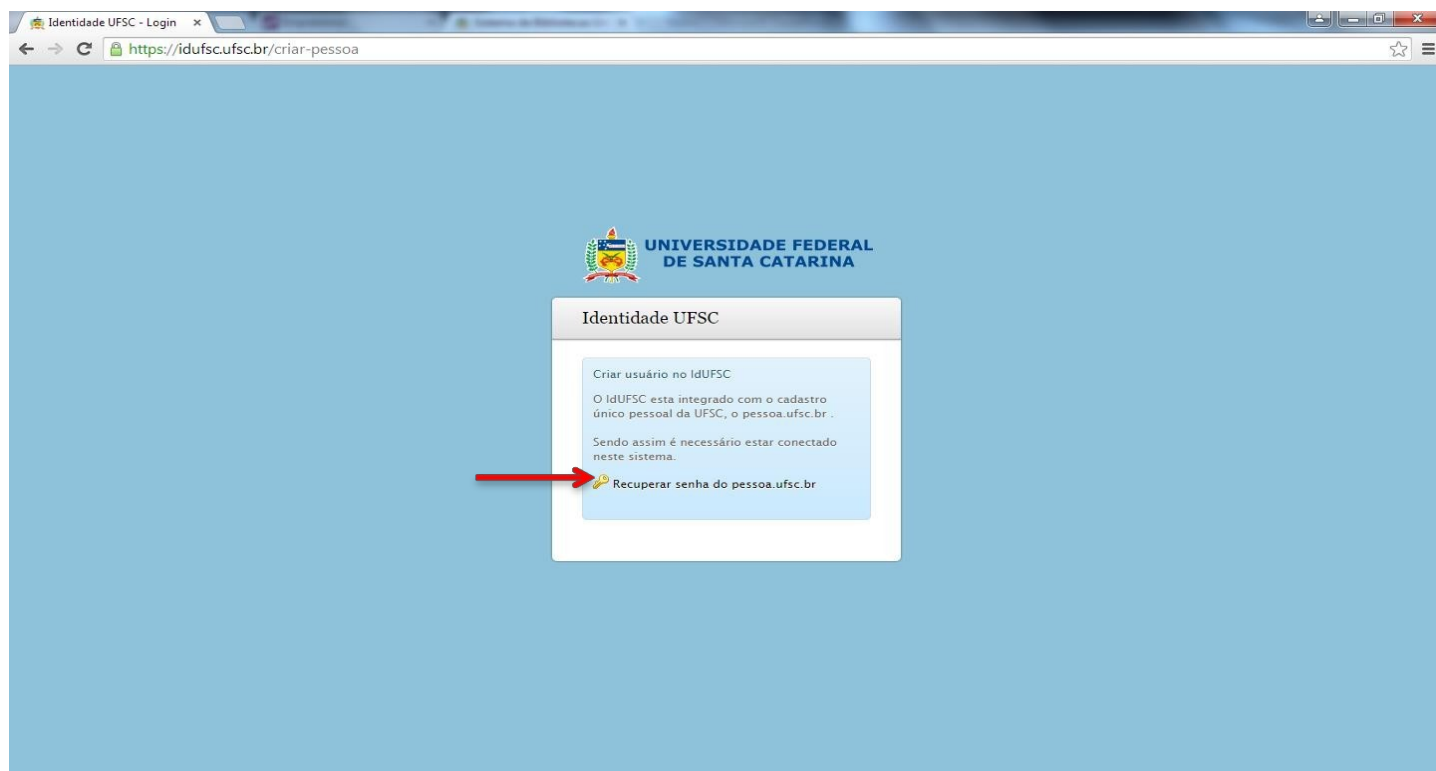 Identidade UFSC - Login
https://idufsc.ufsc.br/criar-pessoa
UNIVERSIDADE FEDERAL
DE SANTA CATARINA
Identidade UFSC
Criar usuário no IdUFSC
O IdUFSC esta integrado com o cadastro
único pessoal da UFSC, o pessoa.ufsc.br .
Sendo assim é necessário estar conectado
neste sistema.
Recuperar senha do pessoa.ufsc.br